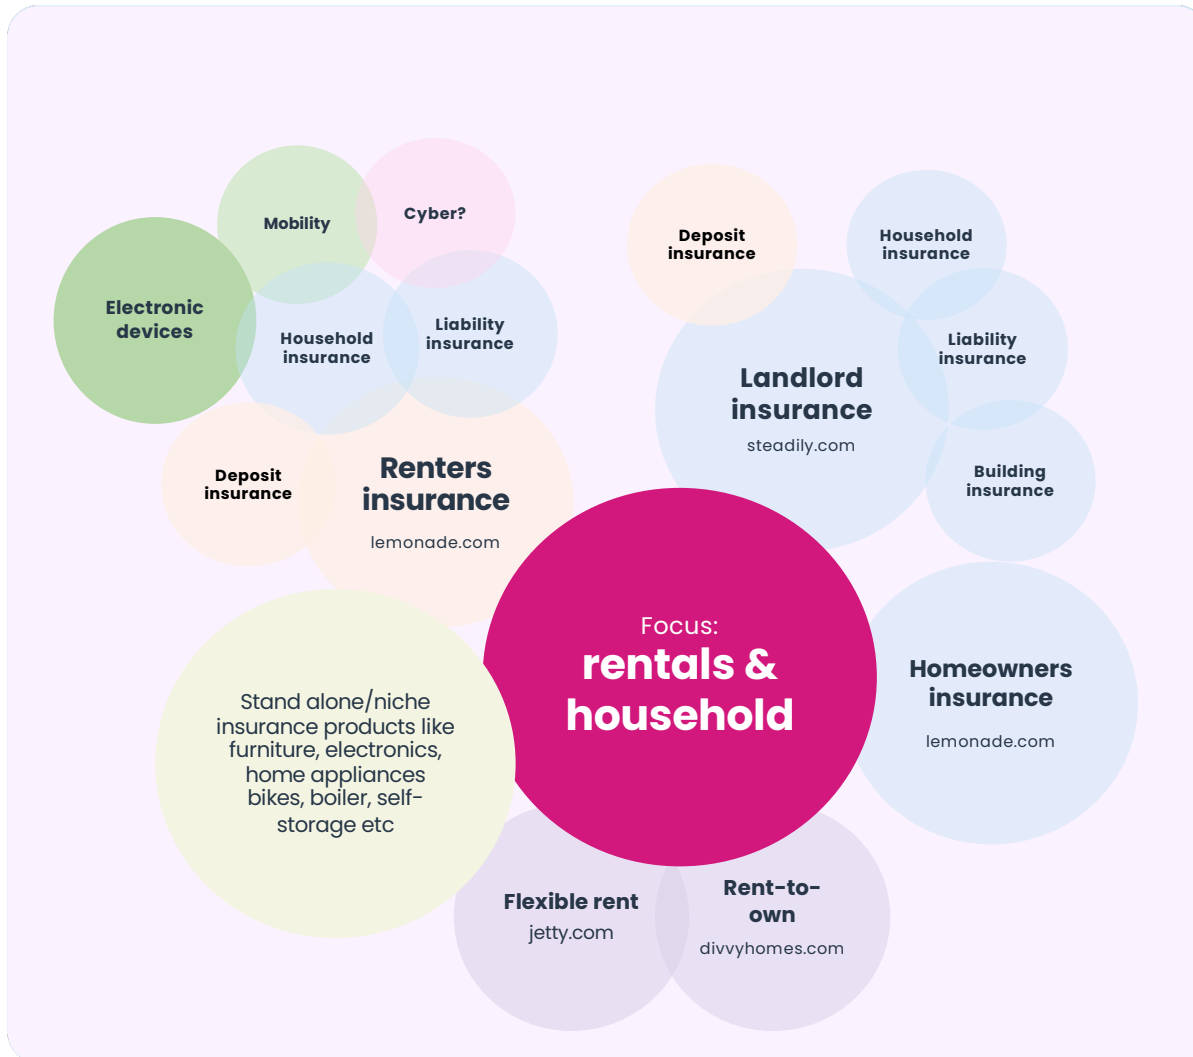 Mobility
Cyber?
Electronic
devices
Household
insurance
Liability
insurance
Deposit
insurance
Renters
insurance
lemonade.com
Deposit
insurance
Household
insurance
Liability
insurance
Landlord
insurance
steadily.com
Building
insurance
Focus:
rentals &
household
Homeowners
insurance
lemonade.com
Stand alone/niche
insurance products like
furniture, electronics,
home appliances
bikes, boiler, self-
storage etc
Flexible rent
jetty.com
Rent-to-
own
divvyhomes.com